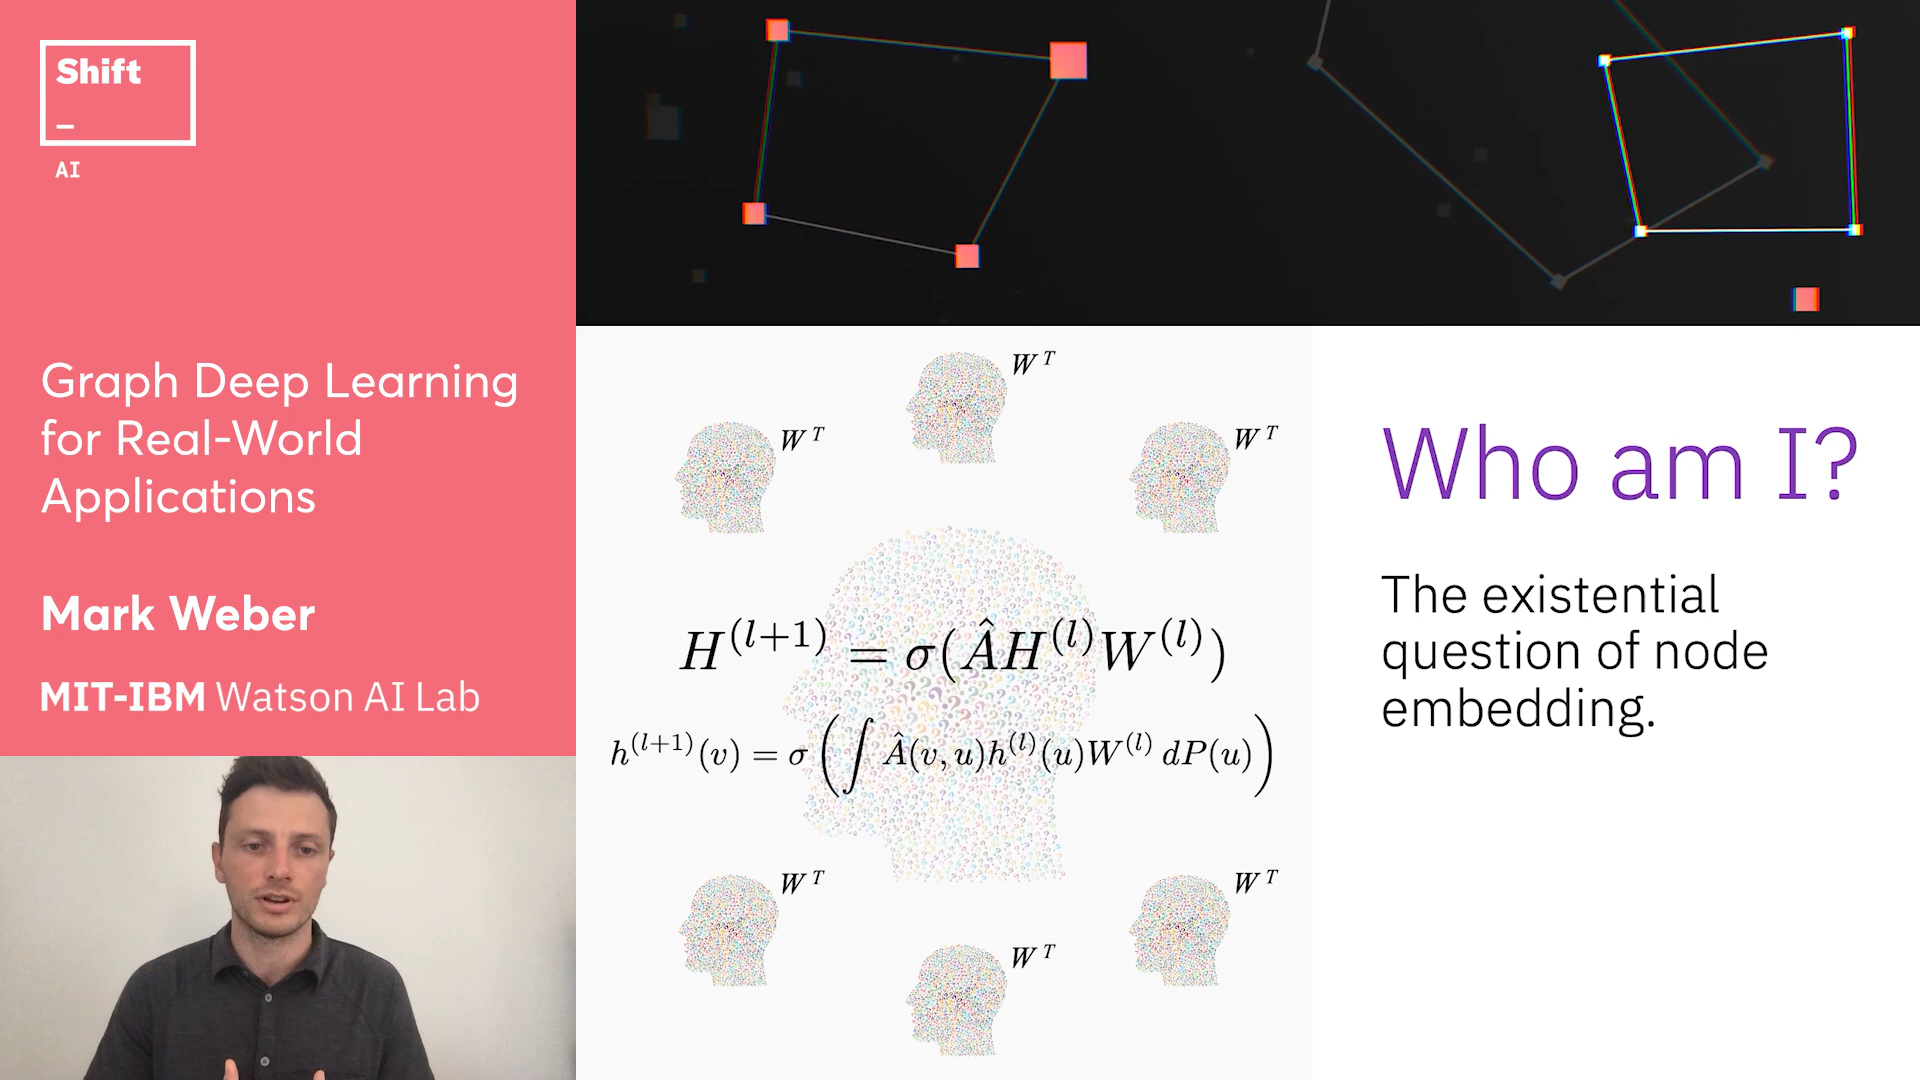 Shift
_
AI
Graph Deep Learning
for Real-World
Applications
Mark Weber
MIT-IBM Watson AI Lab
W^T
W^T
W^T
H^{(l+1)} = σ(ÂH^{(l)}W^{(l)})
h^{(l+1)}(v) = σ(∫ Â(v, u)h^{(l)}(u)W^{(l)} dP(u))
W^T
W^T
W^T
Who am I?
The existential
question of node
embedding.